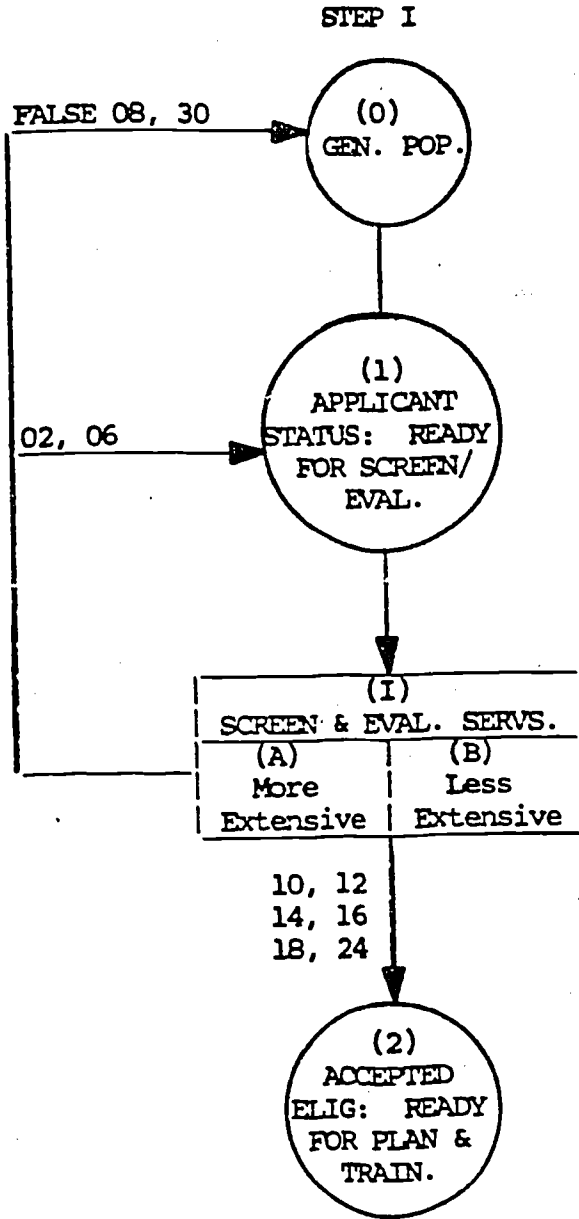 STEP I
FALSE 08, 30
(0)
GEN. POP.
(1)
APPLICANT
STATUS: READY
FOR SCREEN/
EVAL.
02, 06
(I)
SCREEN & EVAL. SERVS.
(A)
More
Extensive
(B)
Less
Extensive
10, 12
14, 16
18, 24
(2)
ACCEPTED
ELIG: READY
FOR PLAN &
TRAIN.